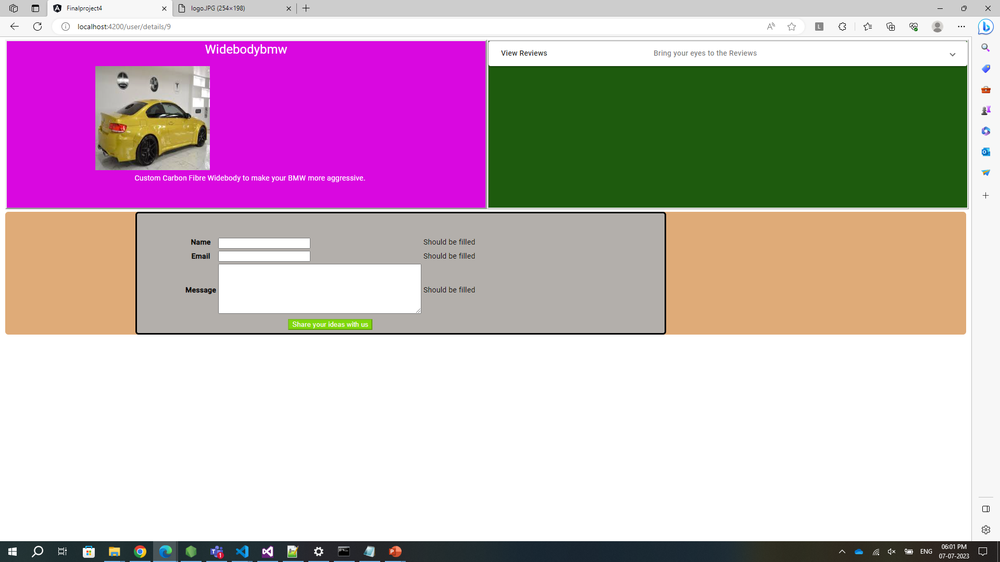 Finalproject4
logo.JPG (254×198)
localhost:4200/user/details/9
L
Widebodybmw
View Reviews
Bring your eyes to the Reviews
T
Custom Carbon Fibre Widebody to make your BMW more aggressive.
Name
Should be filled
Email
Should be filled
Message
Should be filled
Share your ideas with us
1
ENG
06:01 PM
07-07-2023